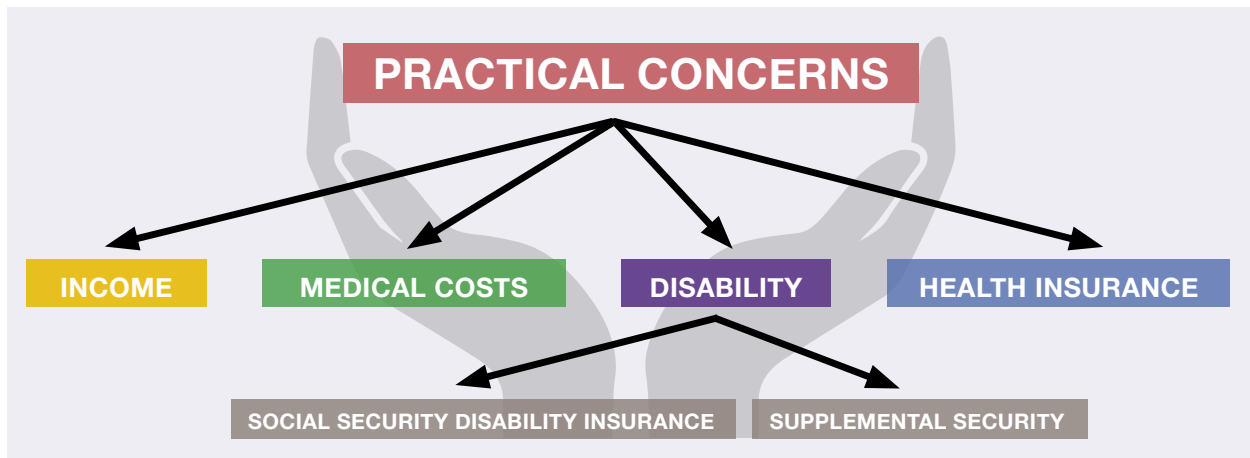 PRACTICAL CONCERNS
INCOME
MEDICAL COSTS
DISABILITY
HEALTH INSURANCE
SOCIAL SECURITY DISABILITY INSURANCE
SUPPLEMENTAL SECURITY